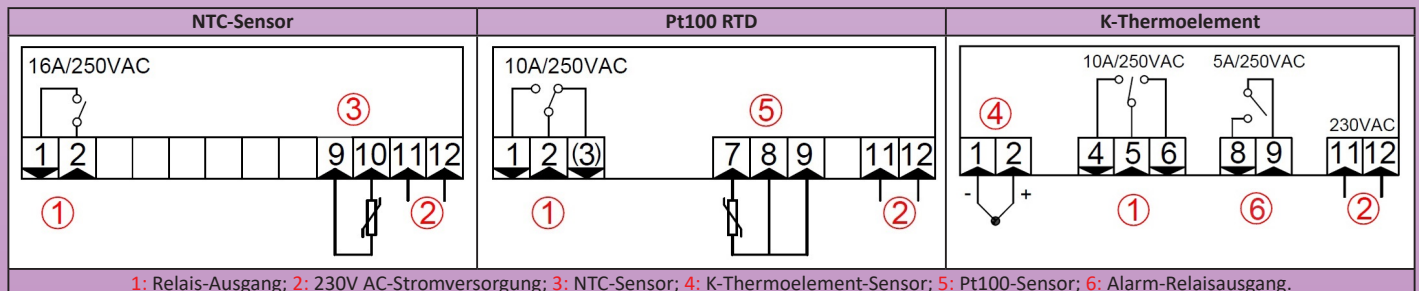 NTC-Sensor
Pt100 RTD
K-Thermoelement
16A/250VAC
3
1 2 9 10 11 12
1
2
10A/250VAC
5
1 2 (3) 7 8 9 11 12
1
2
10A/250VAC 5A/250VAC
4
230VAC
1 2 4 5 6 8 9 11 12
- +
1
6
2
1: Relais-Ausgang; 2: 230V AC-Stromversorgung; 3: NTC-Sensor; 4: K-Thermoelement-Sensor; 5: Pt100-Sensor; 6: Alarm-Relaisausgang.